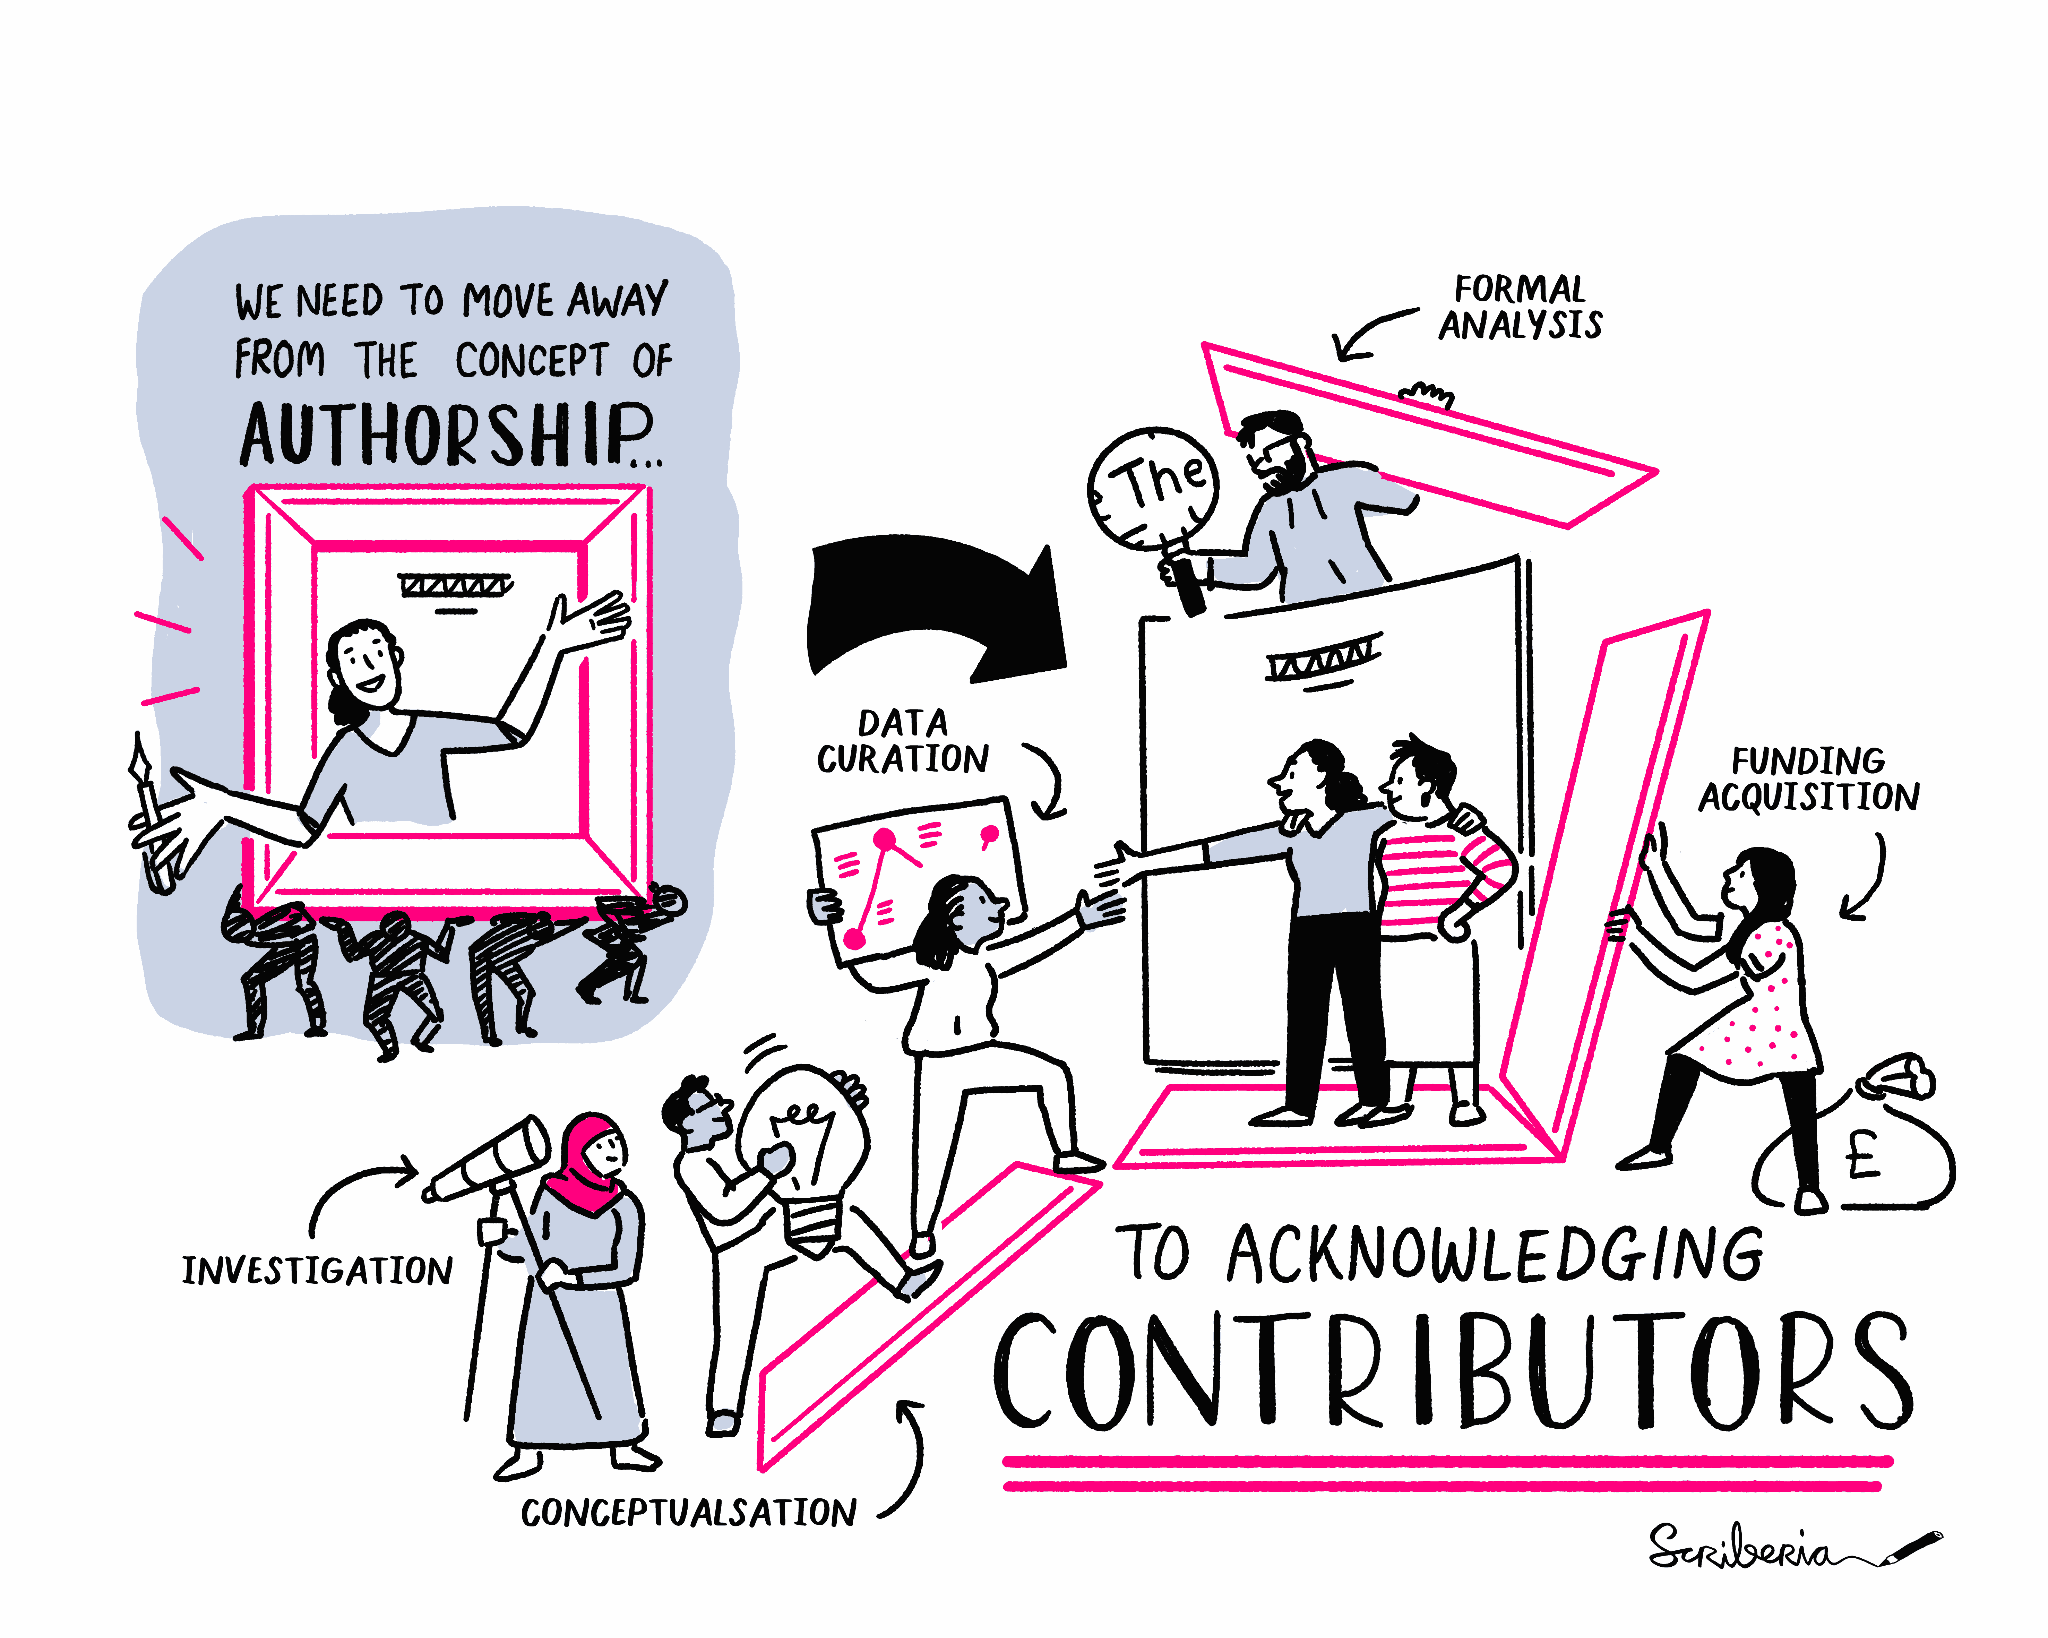 WE NEED TO MOVE AWAY
FROM THE CONCEPT OF
AUTHORSHIP...
FORMAL
ANALYSIS
The
DATA
CURATION
FUNDING
ACQUISITION
£
INVESTIGATION
CONCEPTUALSATION
TO ACKNOWLEDGING
CONTRIBUTORS
Scriberia